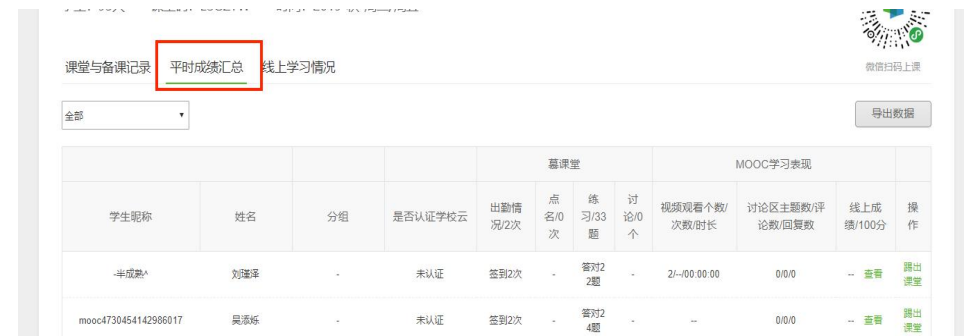 课堂与备课记录 平时成绩汇总 线上学习情况
微信扫码上课
全部
导出数据
慕课堂 MOOC学习表现
学生昵称 姓名 分组 是否认证学校云 出勤情况/2次 点名/0次 练习/33题 讨论/0个 视频观看个数/次数/时长 讨论区主题数/评论数/回复数 线上成绩/100分 操作
-半成熟^ 刘瑾泽 - 未认证 签到2次 - 答对22题 - 2/--/00:00:00 0/0/0 -- 查看 踢出课堂
mooc4730454142986017 吴添烁 - 未认证 签到2次 - 答对24题 - -- 0/0/0 -- 查看 踢出课堂